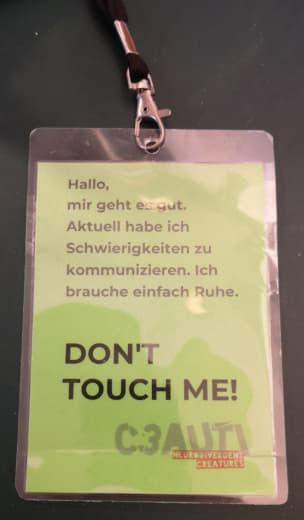 Hallo,
mir geht es gut.
Aktuell habe ich
Schwierigkeiten zu
kommunizieren. Ich
brauche einfach Ruhe.
DON'T
TOUCH ME!
C3AUTI
NEURODIVERGENT
CREATURES